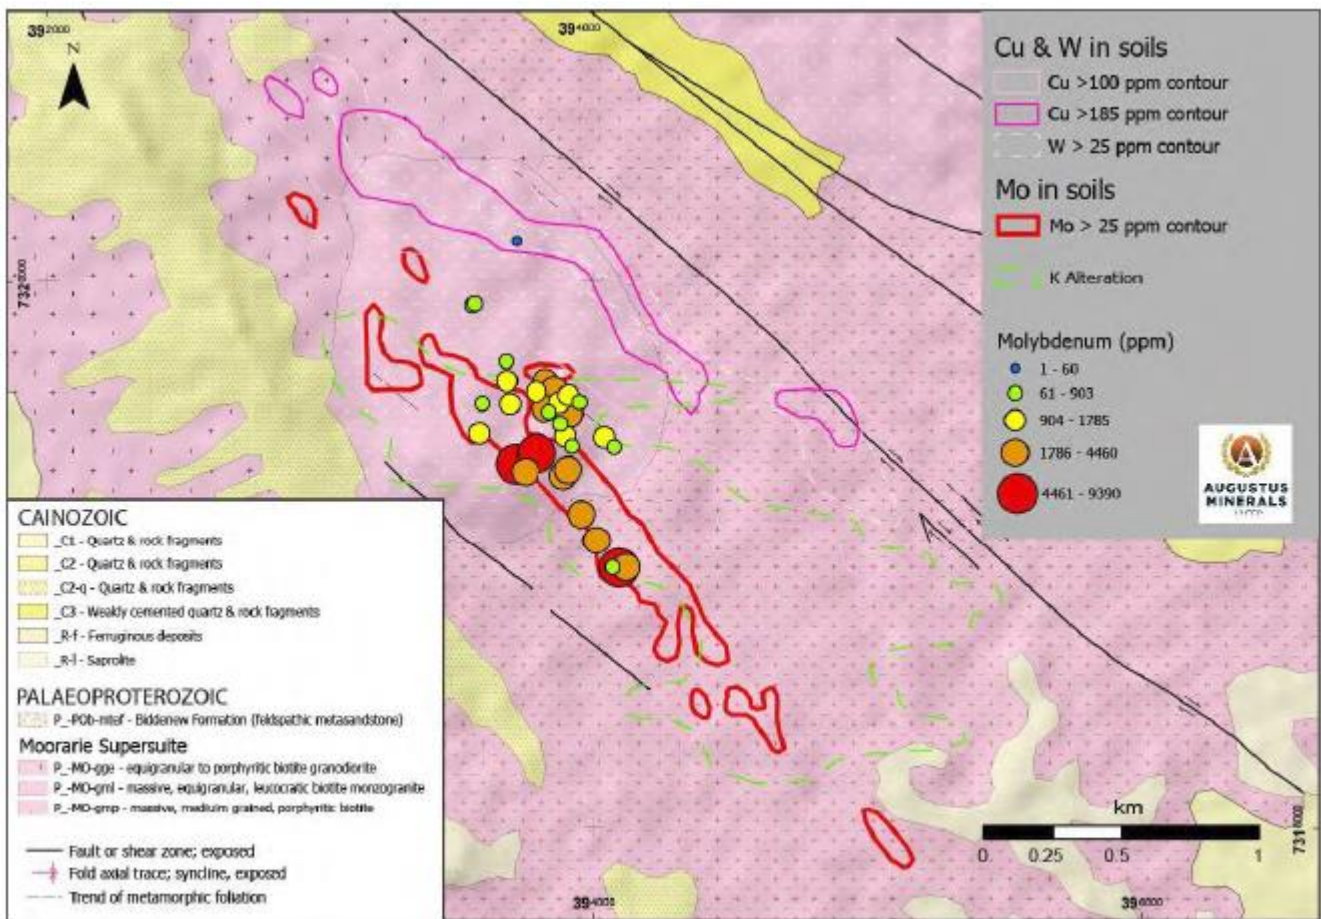 392000
394000
N
7322000
Cu & W in soils
Cu >100 ppm contour
Cu >185 ppm contour
W > 25 ppm contour
Mo in soils
Mo > 25 ppm contour
K Alteration
Molybdenum (ppm)
1 - 60
61 - 903
904 - 1785
1786 - 4460
4461 - 9390
A
AUGUSTUS
MINERALS
CAINOZOIC
_C1 - Quartz & rock fragments
_C2 - Quartz & rock fragments
_C2-q - Quartz & rock fragments
_C3 - Weakly cemented quartz & rock fragments
_R-f - Ferruginous deposits
_R-l - Saprolite
PALAEOPROTEROZOIC
Biddenew Formation (feldspathic metasandstone)
Moorarie Supersuite
P_-MO-gge - equigranular to porphyritic biotite granodiorite
P_-MO-gml - massive, equigranular, leucocratic biotite monzogranite
P_-MO-gmp - massive, medium grained, porphyritic biotite
Fault or shear zone; exposed
Fold axial trace; syncline, exposed
Trend of metamorphic foliation
km
0 0.25 0.5 1
394000
396000